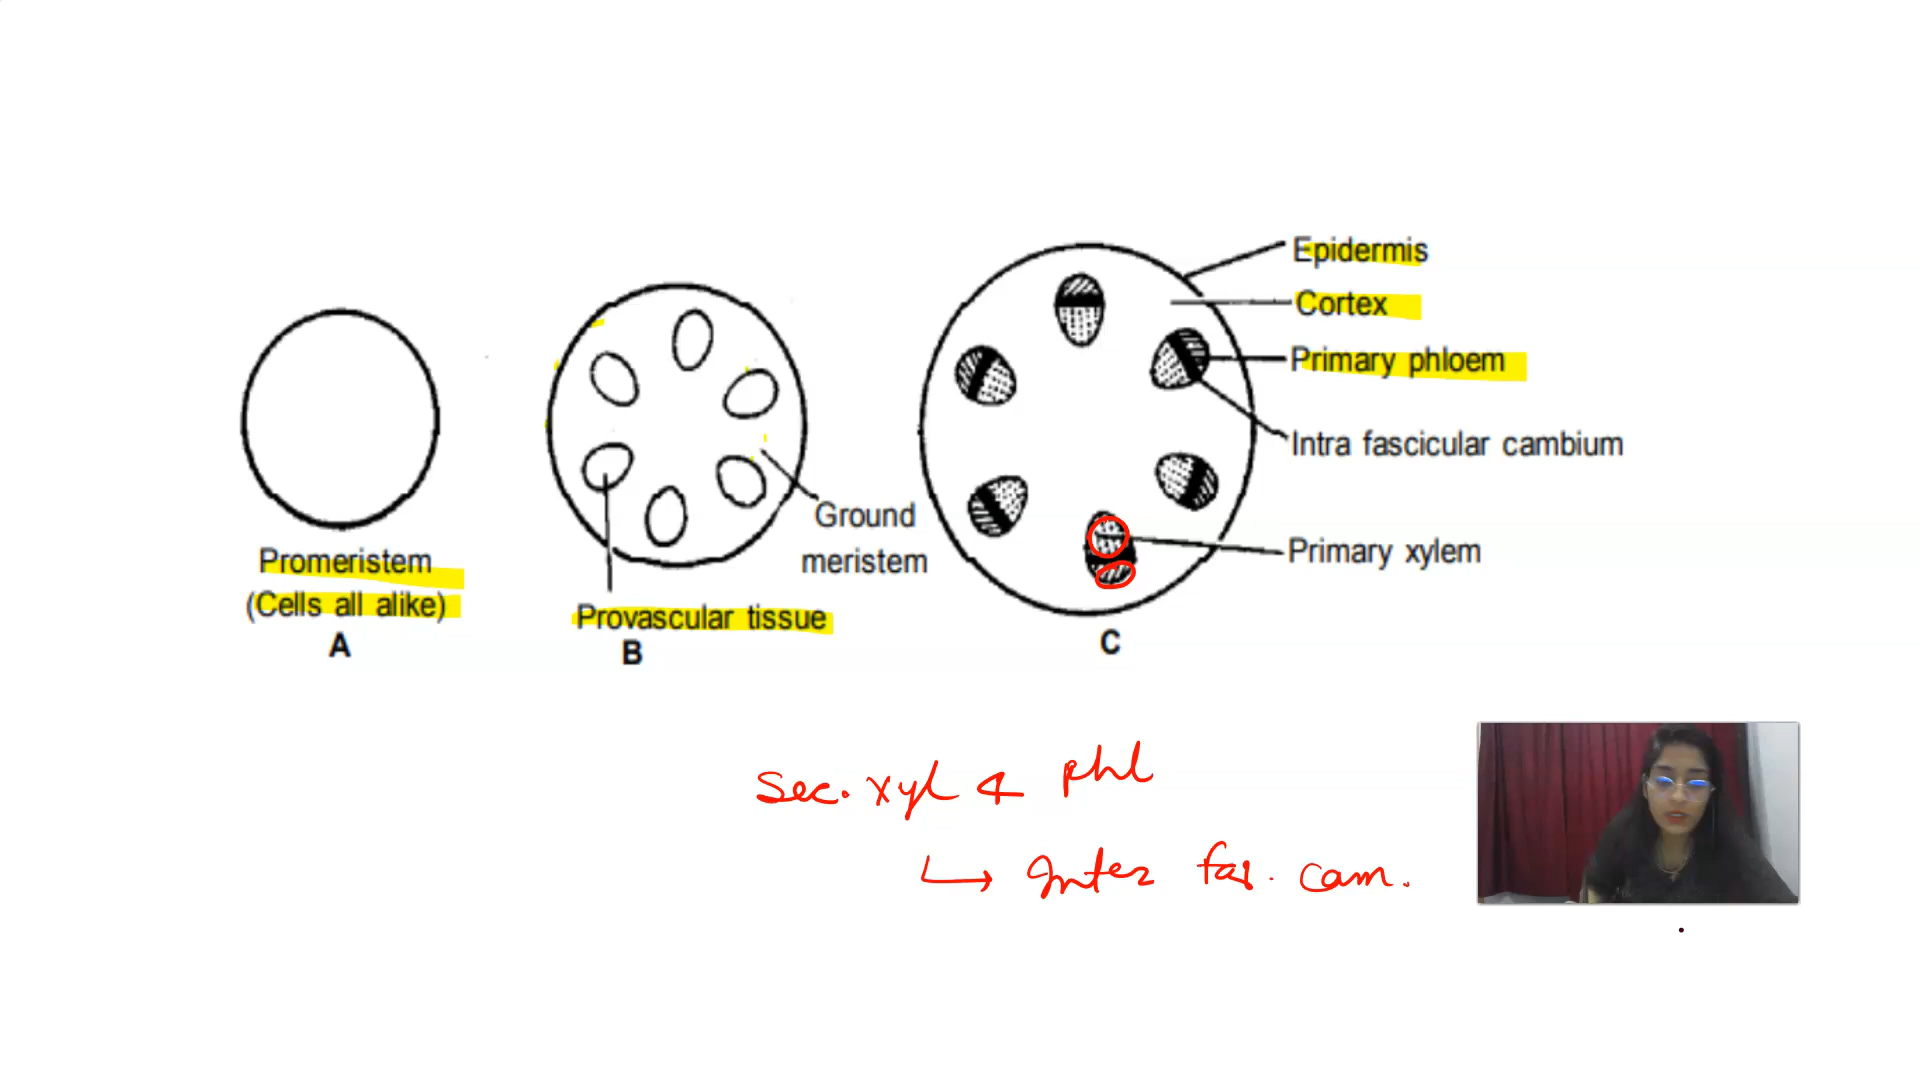 Epidermis
Cortex
Primary phloem
Intra fascicular cambium
Primary xylem
Ground
meristem
Promeristem
(Cells all alike)
A
Provascular tissue
B
C
Sec. xyl & phl
Inter fas. cam.